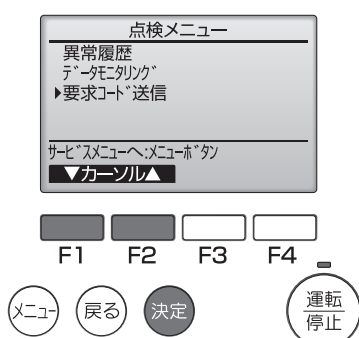 点検メニュー
異常履歴
データモニタリング
▶要求コード送信
サービスメニューへ:メニューボタン
▼カーソル▲
F1 F2 F3 F4
メニュー 戻る 決定 運転
停止